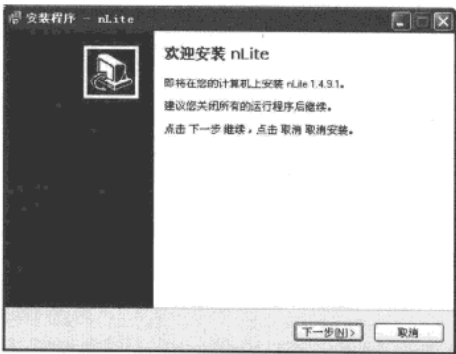 安装程序 - nLite
欢迎安装 nLite
即将在您的计算机上安装 nLite 1.4.9.1。
建议您关闭所有的运行程序后继续。
点击 下一步 继续，点击 取消 取消安装。
下一步(N)>
取消